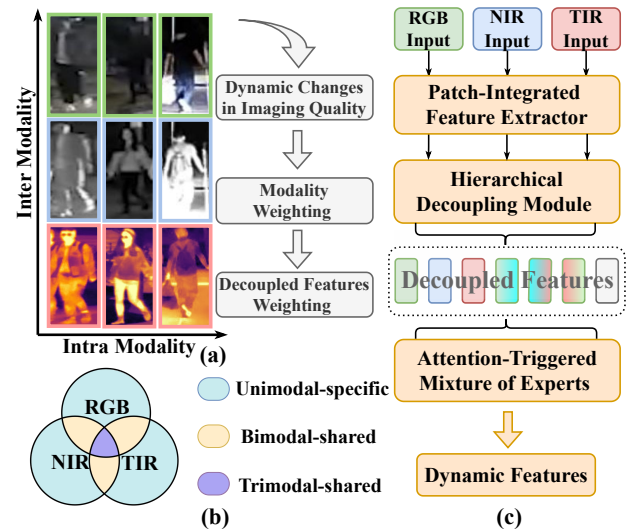 Inter Modality
Intra Modality
Dynamic Changes
in Imaging Quality
Modality
Weighting
Decoupled Features
Weighting
(a)
RGB
NIR
TIR
Unimodal-specific
Bimodal-shared
Trimodal-shared
(b)
RGB
Input
NIR
Input
TIR
Input
Patch-Integrated
Feature Extractor
Hierarchical
Decoupling Module
Decoupled Features
Attention-Triggered
Mixture of Experts
Dynamic Features
(c)